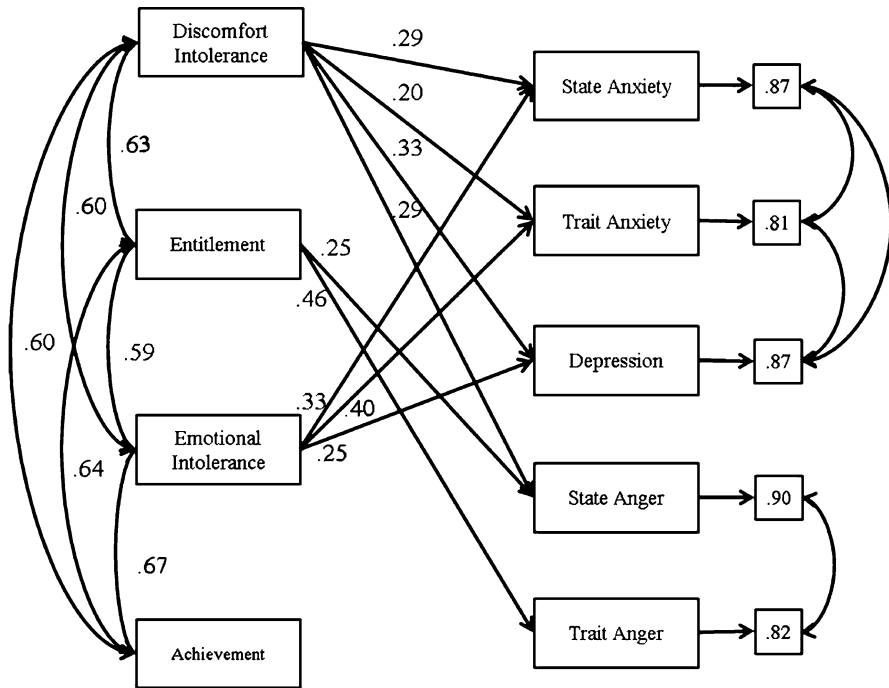 Discomfort
Intolerance
.29
State Anxiety
.87
.20
.63
.33
.60
.29
Trait Anxiety
.81
Entitlement
.25
.46
.60
.59
Depression
.87
.33
.40
Emotional
Intolerance
.25
.64
State Anger
.90
.67
Trait Anger
.82
Achievement